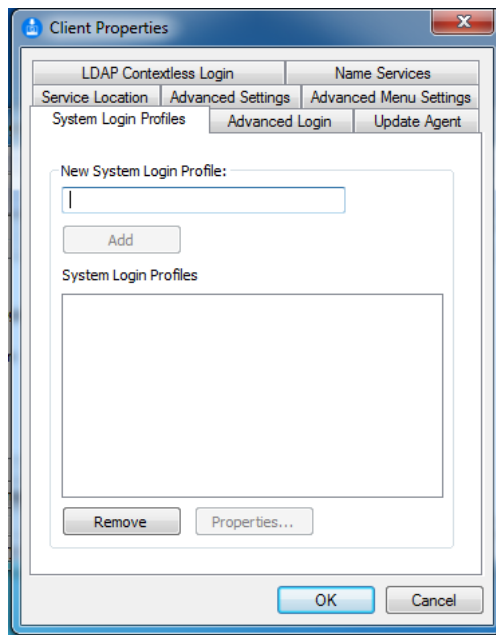 Client Properties
LDAP Contextless Login Name Services
Service Location Advanced Settings Advanced Menu Settings
System Login Profiles Advanced Login Update Agent
New System Login Profile:
Add
System Login Profiles
Remove Properties...
OK Cancel